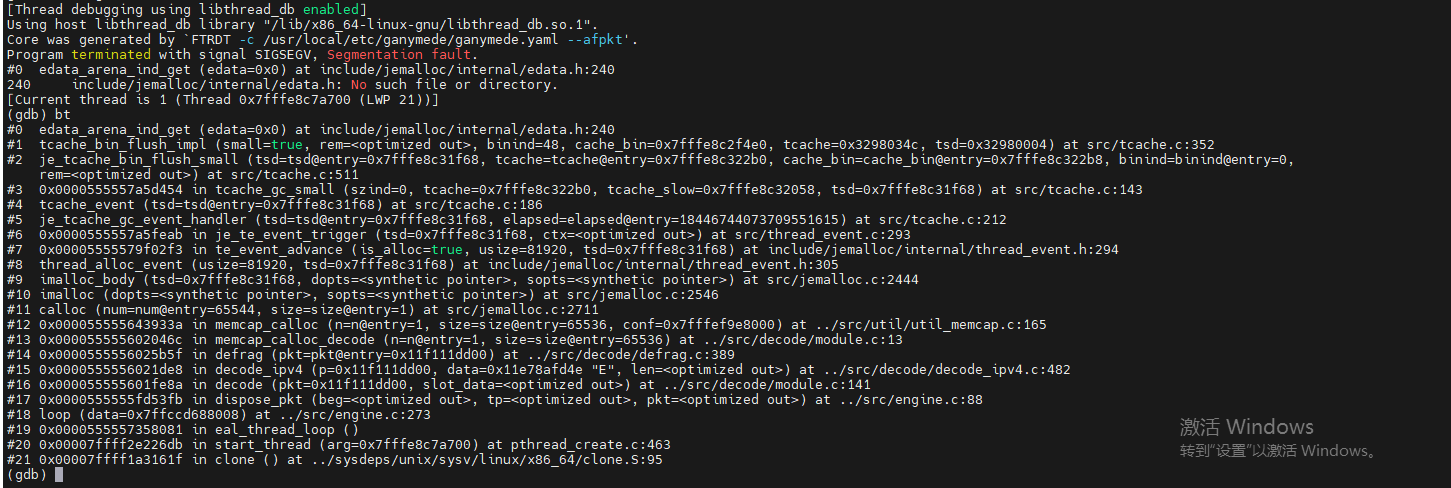 [Thread debugging using libthread_db enabled]
Using host libthread_db library "/lib/x86_64-linux-gnu/libthread_db.so.1".
Core was generated by `FTRDT -c /usr/local/etc/ganymede/ganymede.yaml --afpkt'.
Program terminated with signal SIGSEGV, Segmentation fault.
#0  edata_arena_ind_get (edata=0x0) at include/jemalloc/internal/edata.h:240
240     include/jemalloc/internal/edata.h: No such file or directory.
[Current thread is 1 (Thread 0x7fffe8c7a700 (LWP 21))]
(gdb) bt
#0  edata_arena_ind_get (edata=0x0) at include/jemalloc/internal/edata.h:240
#1  tcache_bin_flush_impl (small=true, rem=<optimized out>, binind=48, cache_bin=0x7fffe8c2f4e0, tcache=0x3298034c, tsd=0x32980004) at src/tcache.c:352
#2  je_tcache_bin_flush_small (tsd=tsd@entry=0x7fffe8c31f68, tcache=tcache@entry=0x7fffe8c322b0, cache_bin=cache_bin@entry=0x7fffe8c322b8, binind=binind@entry=0,
    rem=<optimized out>) at src/tcache.c:511
#3  0x0000555557a5d454 in tcache_gc_small (szind=0, tcache=0x7fffe8c322b0, tcache_slow=0x7fffe8c32058, tsd=0x7fffe8c31f68) at src/tcache.c:143
#4  tcache_event (tsd=tsd@entry=0x7fffe8c31f68) at src/tcache.c:186
#5  je_tcache_gc_event_handler (tsd=tsd@entry=0x7fffe8c31f68, elapsed=elapsed@entry=18446744073709551615) at src/tcache.c:212
#6  0x0000555557a5feab in je_te_event_trigger (tsd=0x7fffe8c31f68, ctx=<optimized out>) at src/thread_event.c:293
#7  0x00005555579f02f3 in te_event_advance (is_alloc=true, usize=81920, tsd=0x7fffe8c31f68) at include/jemalloc/internal/thread_event.h:294
#8  thread_alloc_event (usize=81920, tsd=0x7fffe8c31f68) at include/jemalloc/internal/thread_event.h:305
#9  imalloc_body (tsd=0x7fffe8c31f68, dopts=<synthetic pointer>, sopts=<synthetic pointer>) at src/jemalloc.c:2444
#10 imalloc (dopts=<synthetic pointer>, sopts=<synthetic pointer>) at src/jemalloc.c:2546
#11 calloc (num=num@entry=65544, size=size@entry=1) at src/jemalloc.c:2711
#12 0x000055555643933a in memcap_calloc (n=n@entry=1, size=size@entry=65536, conf=0x7fffef9e8000) at ../src/util/util_memcap.c:165
#13 0x000055555602046c in memcap_calloc_decode (n=n@entry=1, size=size@entry=65536) at ../src/decode/module.c:13
#14 0x0000555556025b5f in defrag (pkt=pkt@entry=0x11f111dd00) at ../src/decode/defrag.c:389
#15 0x0000555556021de8 in decode_ipv4 (p=0x11f111dd00, data=0x11e78afd4e "E", len=<optimized out>) at ../src/decode/decode_ipv4.c:482
#16 0x000055555601fe8a in decode (pkt=0x11f111dd00, slot_data=<optimized out>) at ../src/decode/module.c:141
#17 0x0000555555fd53fb in dispose_pkt (beg=<optimized out>, tp=<optimized out>, pkt=<optimized out>) at ../src/engine.c:88
#18 loop (data=0x7ffccd688008) at ../src/engine.c:273
#19 0x0000555557358081 in eal_thread_loop ()
#20 0x00007ffff2e226db in start_thread (arg=0x7fffe8c7a700) at pthread_create.c:463
#21 0x00007ffff1a3161f in clone () at ../sysdeps/unix/sysv/linux/x86_64/clone.S:95
(gdb)
激活 Windows
转到“设置”以激活 Windows。